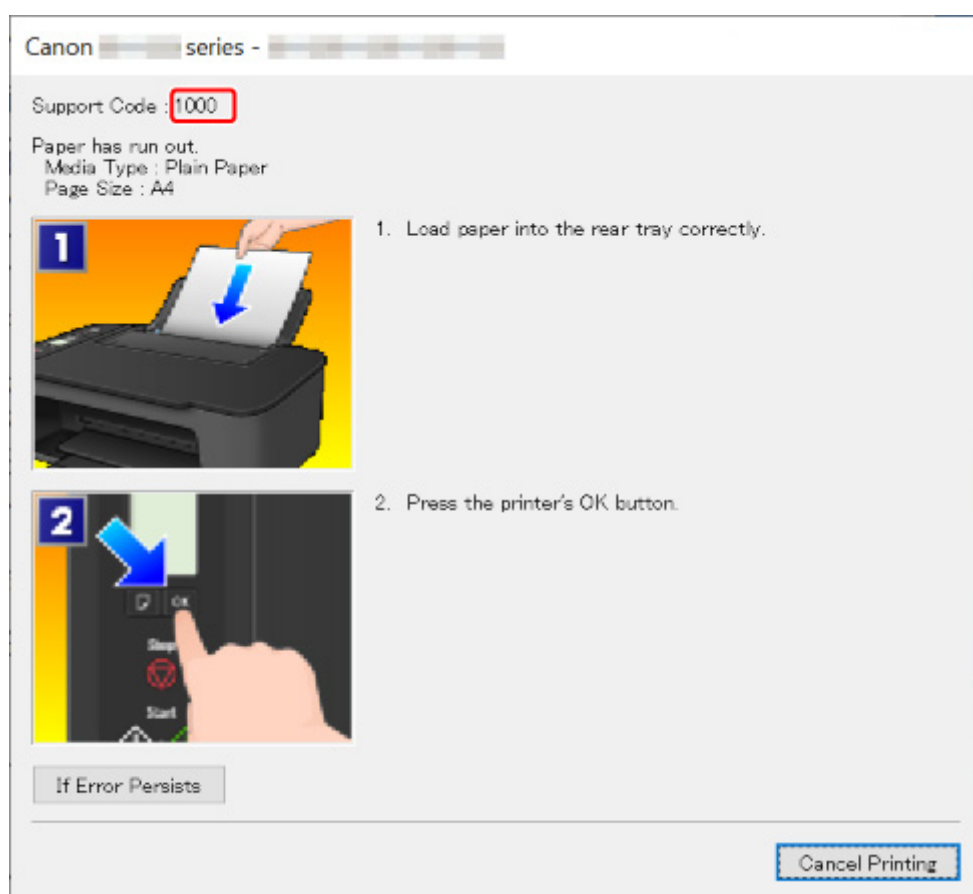 Canon series -
Support Code : 1000
Paper has run out.
Media Type : Plain Paper
Page Size : A4
1
1. Load paper into the rear tray correctly.
2
2. Press the printer's OK button.
OK
Stop
Start
If Error Persists
Cancel Printing